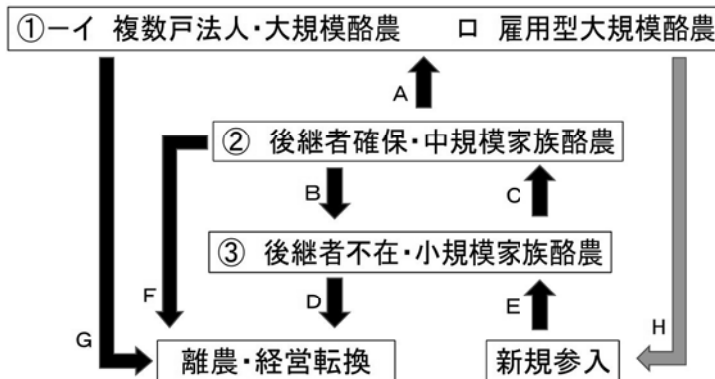 ①ーイ 複数戸法人・大規模酪農 ロ 雇用型大規模酪農
A
② 後継者確保・中規模家族酪農
B
C
③ 後継者不在・小規模家族酪農
F
D
E
G
H
離農・経営転換
新規参入